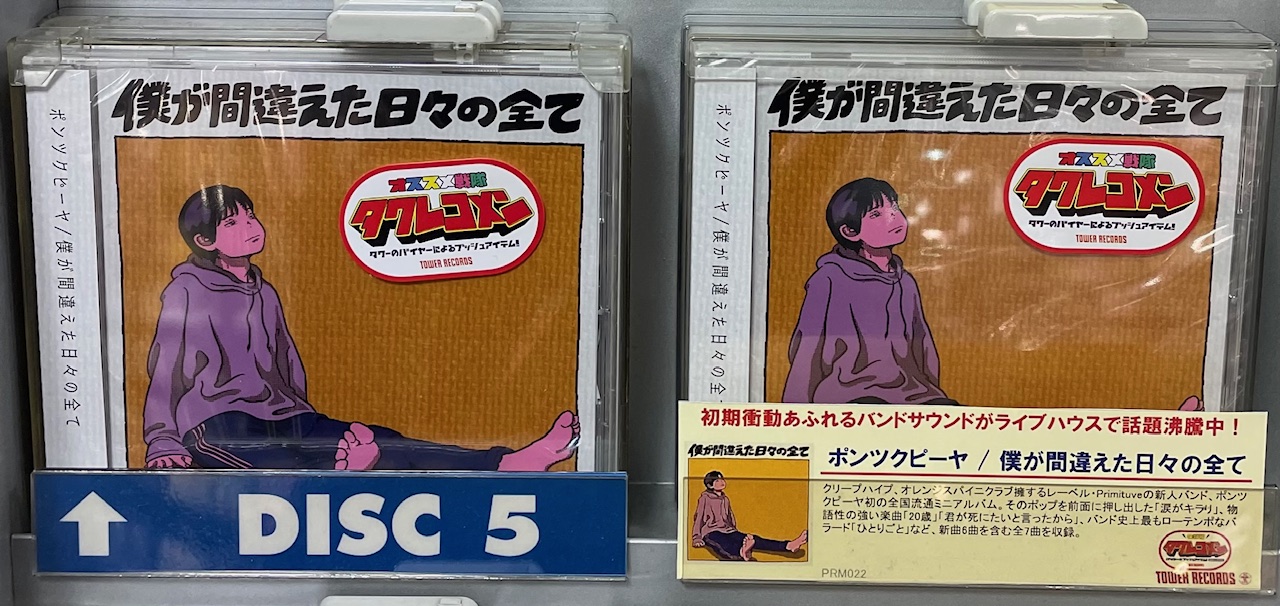 僕が間違えた日々の全て
ポンツクピーヤ/僕が間違えた日々の全て
オススメ戦隊
タワレコメン
タワーのバイヤーによるプッシュアイテム!!
TOWER RECORDS
DISC 5
僕が間違えた日々の全て
ポンツクピーヤ/僕が間違えた日々の全
オススメ戦隊
タワレコメン
タワーのバイヤーによるプッシュアイテム!!
TOWER RECORDS
初期衝動あふれるバンドサウンドがライブハウスで話題沸騰中!
僕が間違えた日々の全て
ポンツクピーヤ / 僕が間違えた日々の全て
クリープハイプ、オレンジスパイニクラブ擁するレーベル・Primituveの新人バンド、ポンツ
クピーヤ初の全国流通ミニアルバム。そのポップを前面に押し出した「涙がキラリ」、物
語性の強い楽曲「20歳」「君が死にたいと言ったから」、バンド史上最もローテンポなバ
ラード「ひとりごと」など、新曲6曲を含む全7曲を収録。
タワレコメン
TOWER RECORDS
PRM022